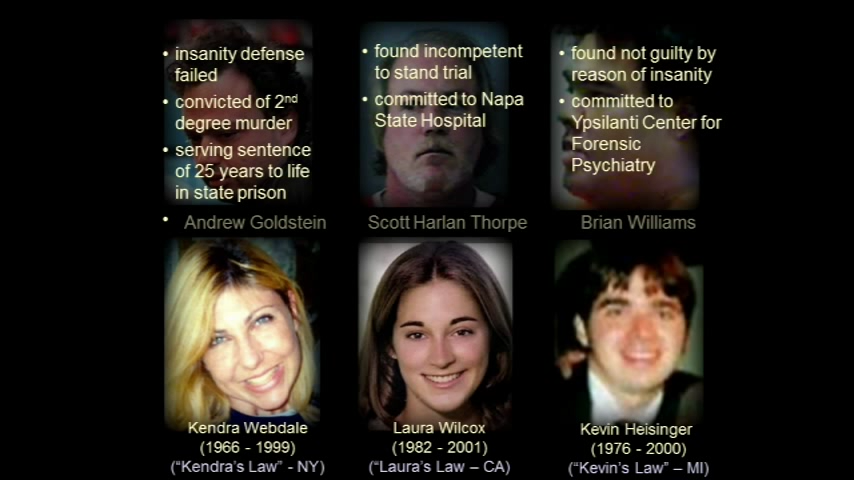 • insanity defense
failed
• convicted of 2nd
degree murder
• serving sentence
of 25 years to life
in state prison
•
Andrew Goldstein
• found incompetent
to stand trial
• committed to Napa
State Hospital
Scott Harlan Thorpe
• found not guilty by
reason of insanity
• committed to
Ypsilanti Center for
Forensic
Psychiatry
Brian Williams
Kendra Webdale
(1966 - 1999)
("Kendra's Law" - NY)
Laura Wilcox
(1982 - 2001)
("Laura's Law – CA)
Kevin Heisinger
(1976 - 2000)
("Kevin's Law" – MI)